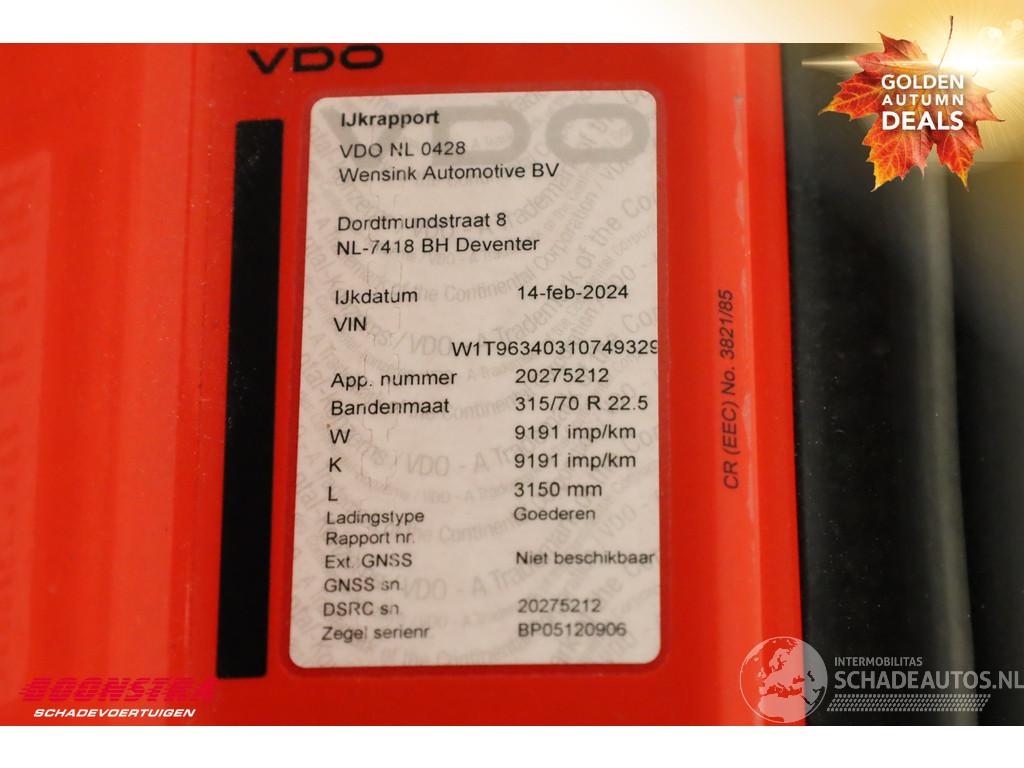 GOLDEN
AUTUMN
DEALS
VDO
IJkrapport
VDO NL 0428
Wensink Automotive BV
Dordtmundstraat 8
NL-7418 BH Deventer
IJkdatum 14-feb-2024
VIN
W1T96340310749329
App. nummer 20275212
Bandenmaat 315/70 R 22.5
W 9191 imp/km
K 9191 imp/km
L 3150 mm
Ladingstype Goederen
Rapport nr.
Ext. GNSS Niet beschikbaar
GNSS sn
DSRC sn 20275212
Zegel serienr BP05120906
CR (EEC) No. 3821/85
BOONSTRA
SCHADEVOERTUIGEN
INTERMOBILITAS
SCHADEAUTOS.NL